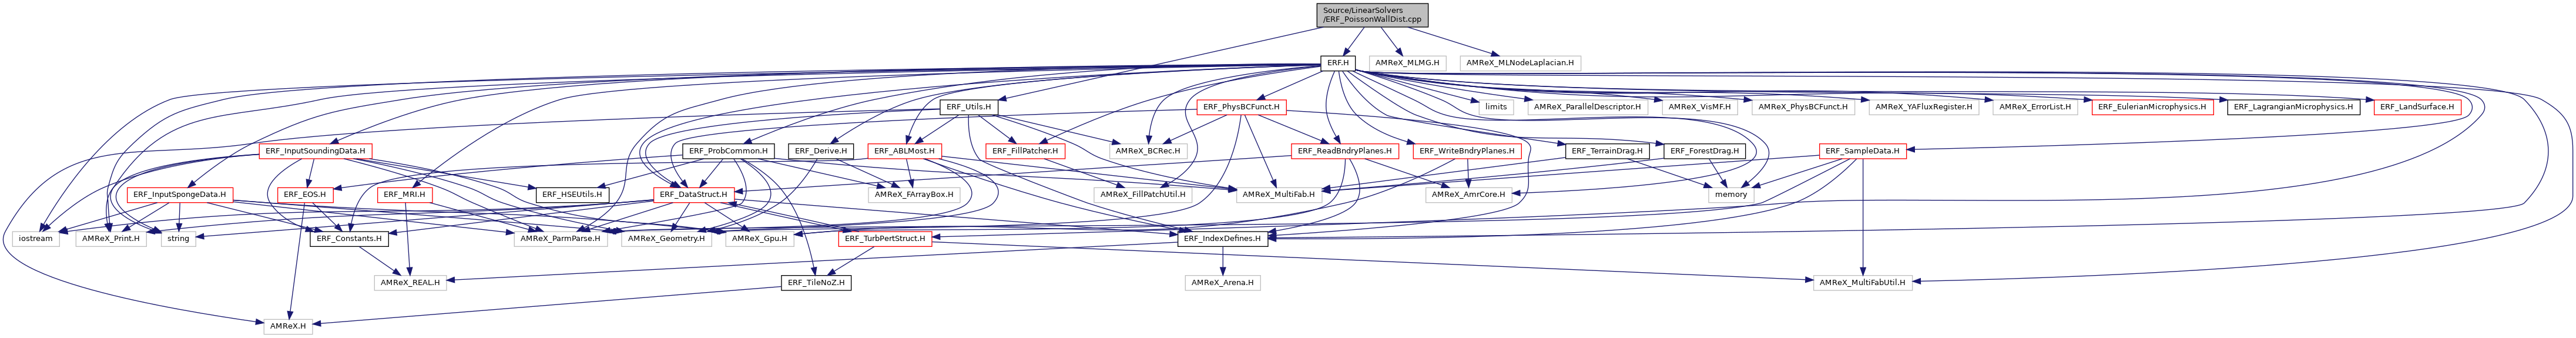 Source/LinearSolvers
/ERF_PoissonWallDist.cpp
ERF.H
AMReX_MLMG.H
AMReX_MLNodeLaplacian.H
ERF_Utils.H
ERF_PhysBCFunct.H
limits
AMReX_ParallelDescriptor.H
AMReX_VisMF.H
AMReX_PhysBCFunct.H
AMReX_YAFluxRegister.H
AMReX_ErrorList.H
ERF_EulerianMicrophysics.H
ERF_LagrangianMicrophysics.H
ERF_LandSurface.H
ERF_InputSoundingData.H
ERF_ProbCommon.H
ERF_Derive.H
ERF_ABLMost.H
ERF_FillPatcher.H
AMReX_BCRec.H
ERF_ReadBndryPlanes.H
ERF_WriteBndryPlanes.H
ERF_TerrainDrag.H
ERF_ForestDrag.H
ERF_SampleData.H
ERF_InputSpongeData.H
ERF_EOS.H
ERF_MRI.H
ERF_HSEUtils.H
ERF_DataStruct.H
AMReX_FArrayBox.H
AMReX_FillPatchUtil.H
AMReX_MultiFab.H
AMReX_AmrCore.H
memory
iostream
AMReX_Print.H
string
ERF_Constants.H
AMReX_ParmParse.H
AMReX_Geometry.H
AMReX_Gpu.H
ERF_TurbPertStruct.H
ERF_IndexDefines.H
AMReX_REAL.H
ERF_TileNoZ.H
AMReX_Arena.H
AMReX_MultiFabUtil.H
AMReX.H